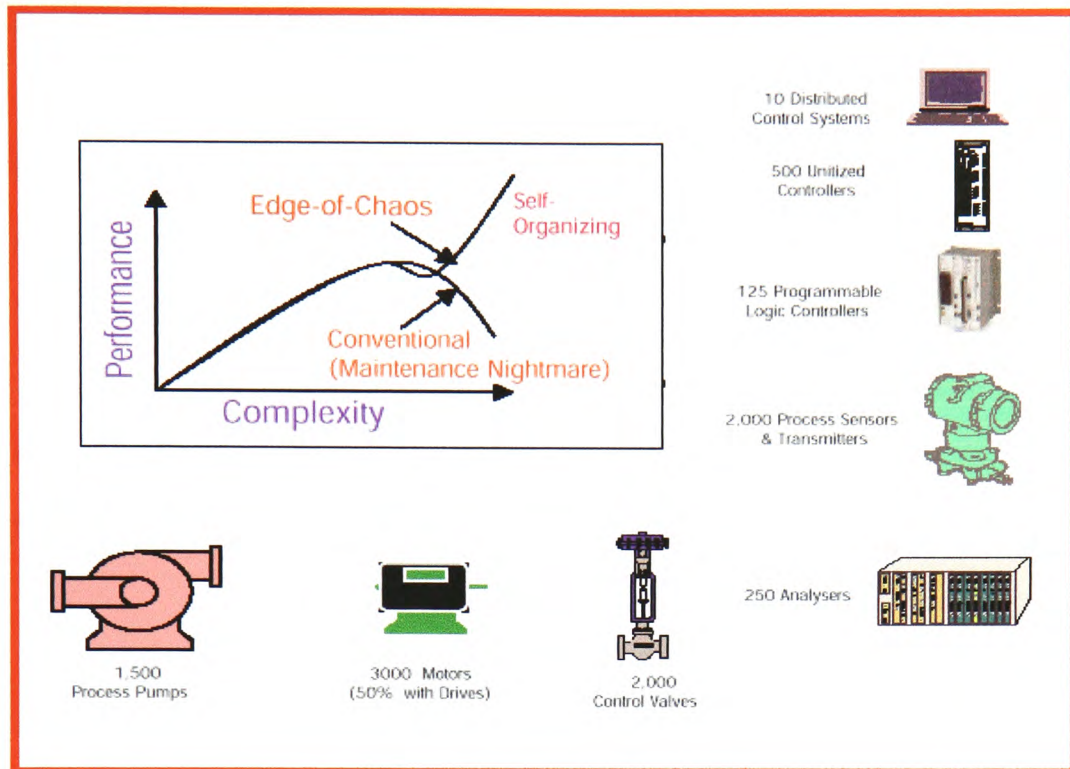 10 Distributed
Control Systems
500 Unitized
Controllers
125 Programmable
Logic Controllers
2,000 Process Sensors
& Transmitters
250 Analysers
Performance
Edge-of-Chaos
Self-
Organizing
Conventional
(Maintenance Nightmare)
Complexity
1,500
Process Pumps
3000 Motors
(50% with Drives)
2,000
Control Valves